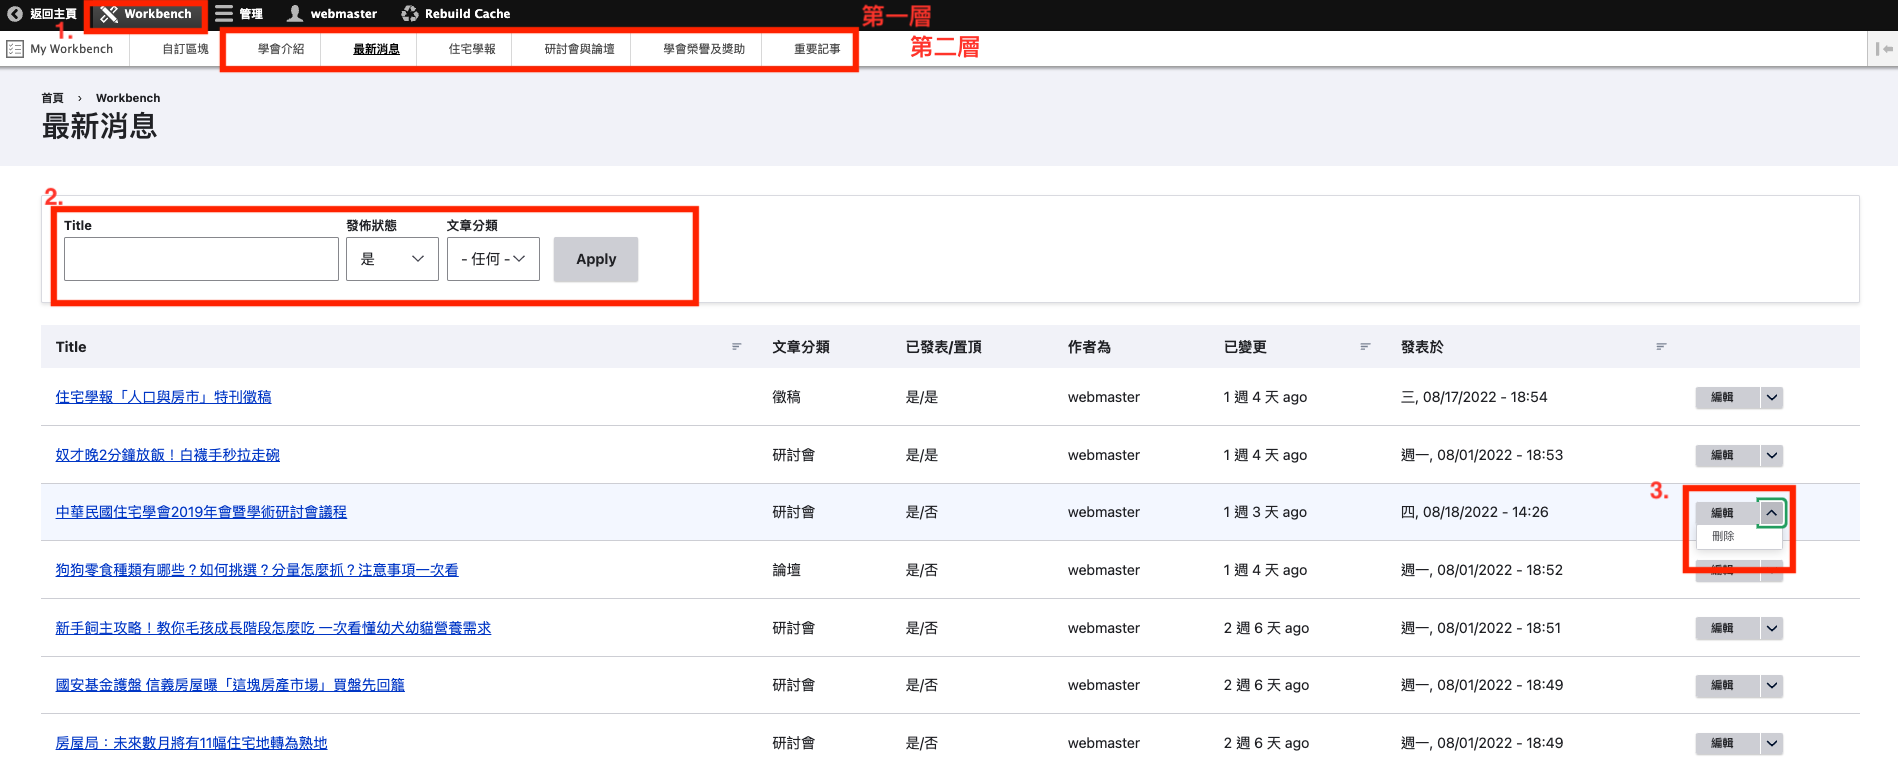 返回主頁 Workbench 管理 webmaster Rebuild Cache 第一層
1.
My Workbench 自訂區塊 學會介紹 最新消息 住宅學報 研討會與論壇 學會榮譽及獎助 重要記事 第二層
首頁 › Workbench
最新消息
2.
Title 發佈狀態 文章分類
是 - 任何 - Apply
Title 文章分類 已發表/置頂 作者為 已變更 發表於
住宅學報「人口與房市」特刊徵稿 徵稿 是/是 webmaster 1 週 4 天 ago 三, 08/17/2022 - 18:54 編輯
奴才晚2分鐘放飯！白襪手秒拉走碗 研討會 是/是 webmaster 1 週 4 天 ago 週一, 08/01/2022 - 18:53 編輯
3.
中華民國住宅學會2019年會暨學術研討會議程 研討會 是/否 webmaster 1 週 3 天 ago 四, 08/18/2022 - 14:26 編輯
刪除
狗狗零食種類有哪些？如何挑選？分量怎麼抓？注意事項一次看 論壇 是/否 webmaster 1 週 4 天 ago 週一, 08/01/2022 - 18:52 編輯
新手飼主攻略！教你毛孩成長階段怎麼吃 一次看懂幼犬幼貓營養需求 研討會 是/否 webmaster 2 週 6 天 ago 週一, 08/01/2022 - 18:51 編輯
國安基金護盤 信義房屋曝「這塊房產市場」買盤先回籠 研討會 是/否 webmaster 2 週 6 天 ago 週一, 08/01/2022 - 18:49 編輯
房屋局：未來數月將有11幅住宅地轉為熟地 研討會 是/否 webmaster 2 週 6 天 ago 週一, 08/01/2022 - 18:49 編輯